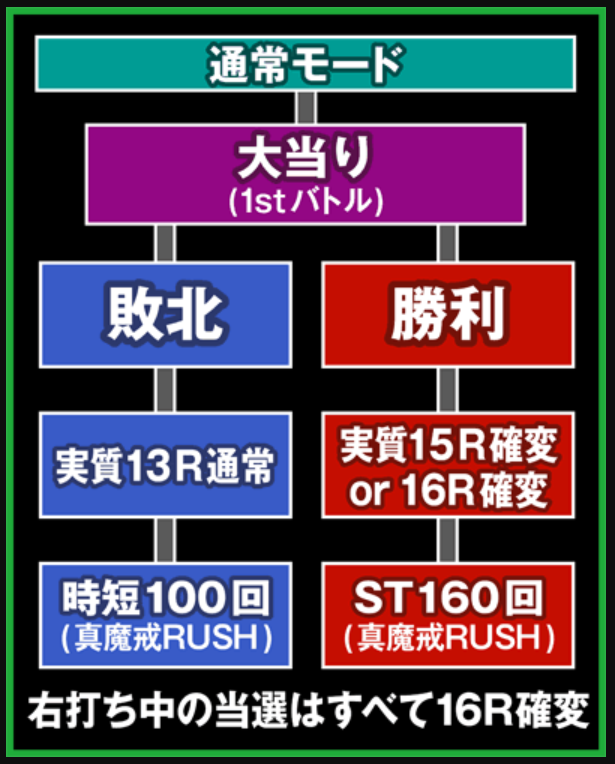 通常モード
大当り
(1stバトル)
敗北
勝利
実質13R通常
実質15R確変
or 16R確変
時短100回
(真魔戒RUSH)
ST160回
(真魔戒RUSH)
右打ち中の当選はすべて16R確変